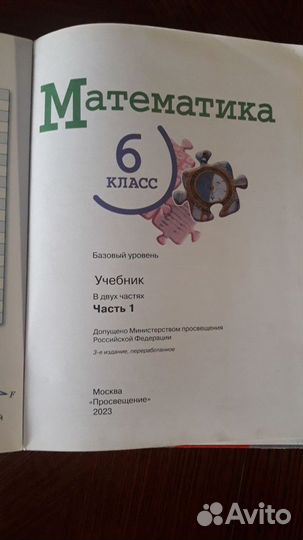 Математика
6
КЛАСС
Базовый уровень
Учебник
В двух частях
Часть 1
Допущено Министерством просвещения
Российской Федерации
3-е издание, переработанное
Москва
«Просвещение»
2023
F
й
Avito